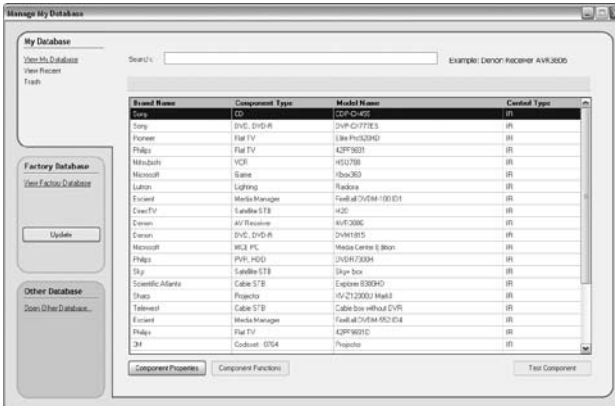 Manage My Database
My Database
View My Database
View Recent
Trash
Search:
Example: Denon Receiver AVR3806
Brand Name Component Type Model Name Control Type
Sony CD IR
Sony DVD, DVD-R DVP-CX777ES IR
Pioneer Flat TV Elite Pro920HD IR
Philips Flat TV 42PF9831 IR
Mitsubishi VCR HSU788 IR
Microsoft Game Xbox360 IR
Lutron Lighting Radiora IR
Escient Media Manager FireBall DVDM-100 ID1 IR
DirecTV Satellite STB H20 IR
Denon AV Receiver AVR3806 IR
Denon DVD, DVD-R DVM1815 IR
Microsoft MCE PC Media Center Edition IR
Philips PVR, HDD DVDR7300H IR
Sky Satellite STB Sky+ box IR
Scientific Atlanta Cable STB Explorer 8300HD IR
Sharp Projector XV-Z12000U MarkII IR
Telewest Cable STB Cable box without DVR IR
Escient Media Manager FireBall DVDM-552 ID4 IR
Philips Flat TV 42PF9831D IR
3M Codeset : 0704 Projector IR
Factory Database
View Factory Database
Update
Other Database
Open Other Database...
Component Properties
Component Functions
Test Component